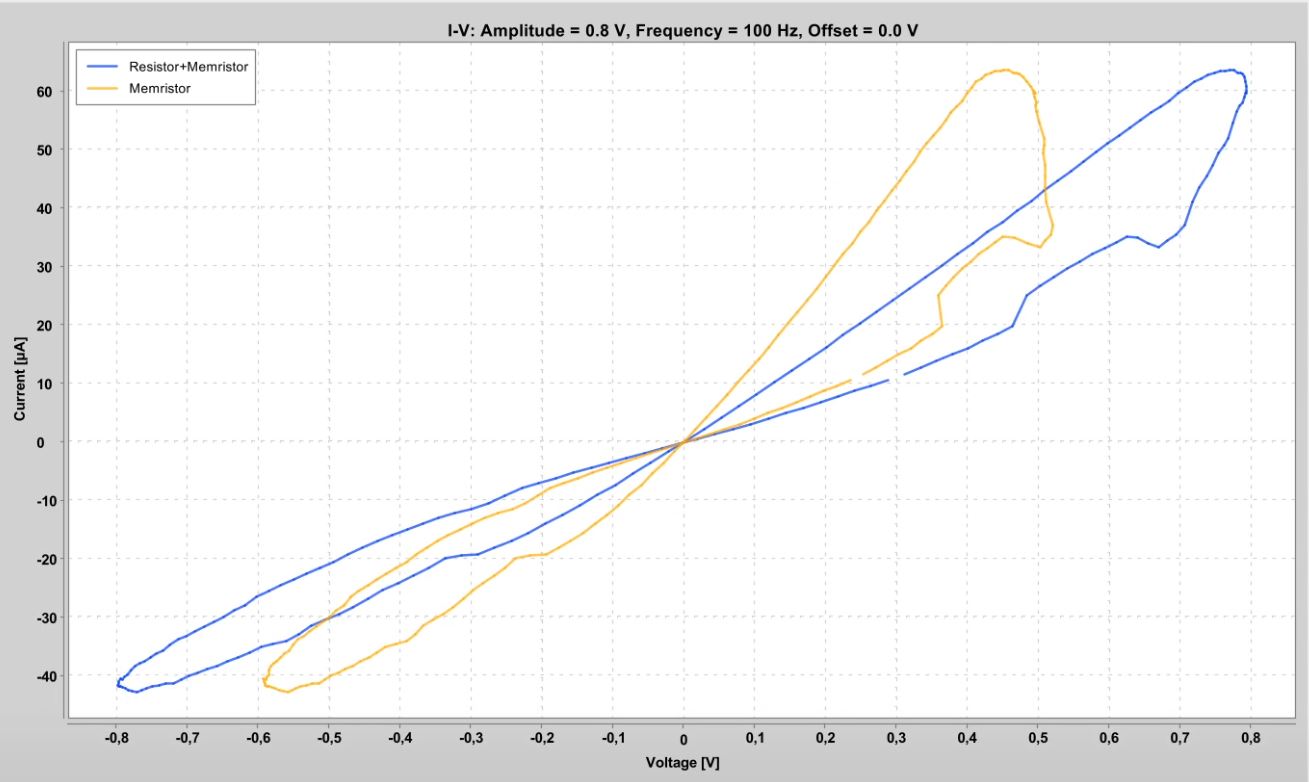 I-V: Amplitude = 0.8 V, Frequency = 100 Hz, Offset = 0.0 V
Resistor+Memristor
Memristor
60
50
40
30
20
10
0
-10
-20
-30
-40
Current [µA]
-0,8 -0,7 -0,6 -0,5 -0,4 -0,3 -0,2 -0,1 0 0,1 0,2 0,3 0,4 0,5 0,6 0,7 0,8
Voltage [V]